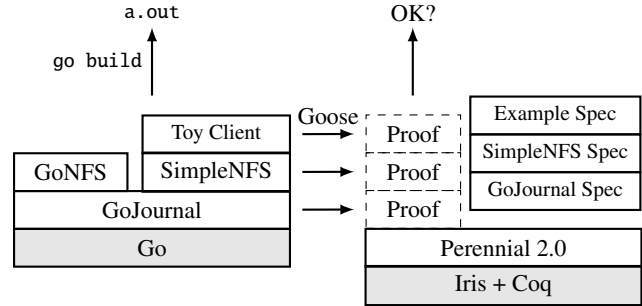 a.out
OK?
go build
Goose
Toy Client
Proof
Example Spec
GoNFS
SimpleNFS
Proof
SimpleNFS Spec
GoJournal
Proof
GoJournal Spec
Go
Perennial 2.0
Iris + Coq